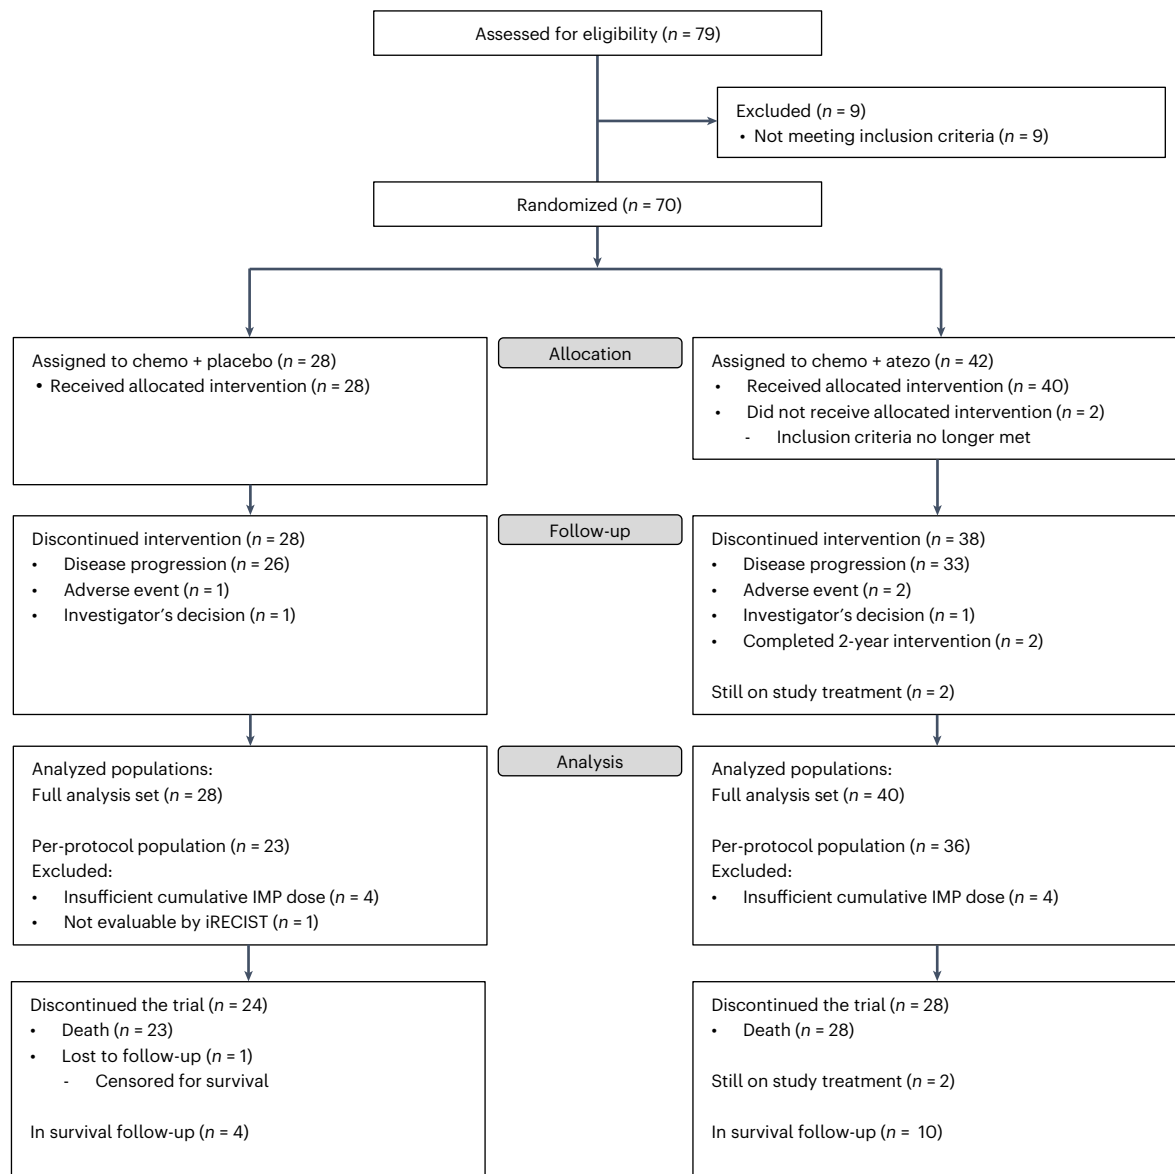 Assessed for eligibility (n = 79)
Excluded (n = 9)
• Not meeting inclusion criteria (n = 9)
Randomized (n = 70)
Allocation
Assigned to chemo + placebo (n = 28)
• Received allocated intervention (n = 28)
Assigned to chemo + atezo (n = 42)
• Received allocated intervention (n = 40)
• Did not receive allocated intervention (n = 2)
- Inclusion criteria no longer met
Follow-up
Discontinued intervention (n = 28)
• Disease progression (n = 26)
• Adverse event (n = 1)
• Investigator’s decision (n = 1)
Discontinued intervention (n = 38)
• Disease progression (n = 33)
• Adverse event (n = 2)
• Investigator’s decision (n = 1)
• Completed 2-year intervention (n = 2)
Still on study treatment (n = 2)
Analysis
Analyzed populations:
Full analysis set (n = 28)
Per-protocol population (n = 23)
Excluded:
• Insufficient cumulative IMP dose (n = 4)
• Not evaluable by iRECIST (n = 1)
Analyzed populations:
Full analysis set (n = 40)
Per-protocol population (n = 36)
Excluded:
• Insufficient cumulative IMP dose (n = 4)
Discontinued the trial (n = 24)
• Death (n = 23)
• Lost to follow-up (n = 1)
- Censored for survival
In survival follow-up (n = 4)
Discontinued the trial (n = 28)
• Death (n = 28)
Still on study treatment (n = 2)
In survival follow-up (n = 10)